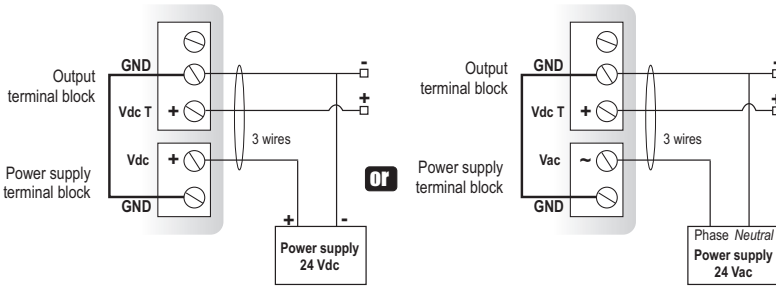 GND
-
Output
terminal block
Vdc T
+
+
3 wires
Vdc
+
Power supply
terminal block
GND
+
-
Power supply
24 Vdc
or
GND
-
Output
terminal block
Vdc T
+
+
3 wires
Vac
~
Power supply
terminal block
GND
Phase Neutral
Power supply
24 Vac